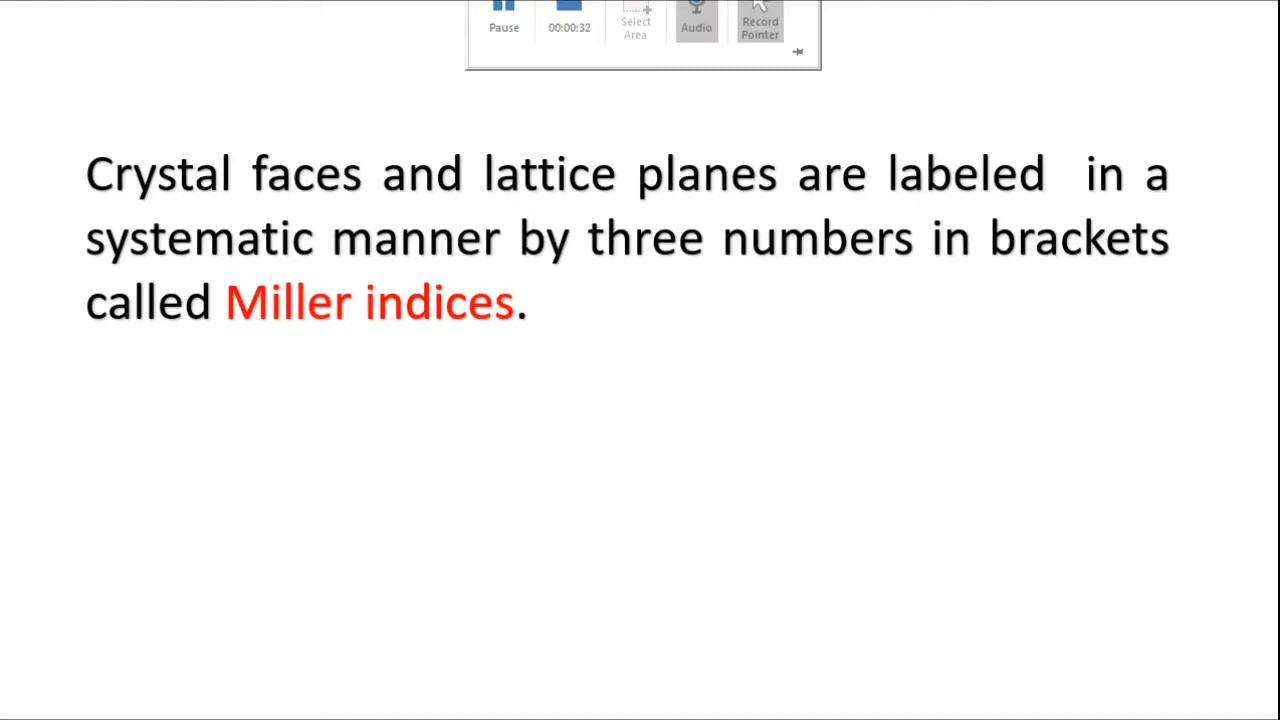 Pause 00:00:32 Select Area Audio Record Pointer
Crystal faces and lattice planes are labeled in a
systematic manner by three numbers in brackets
called Miller indices.